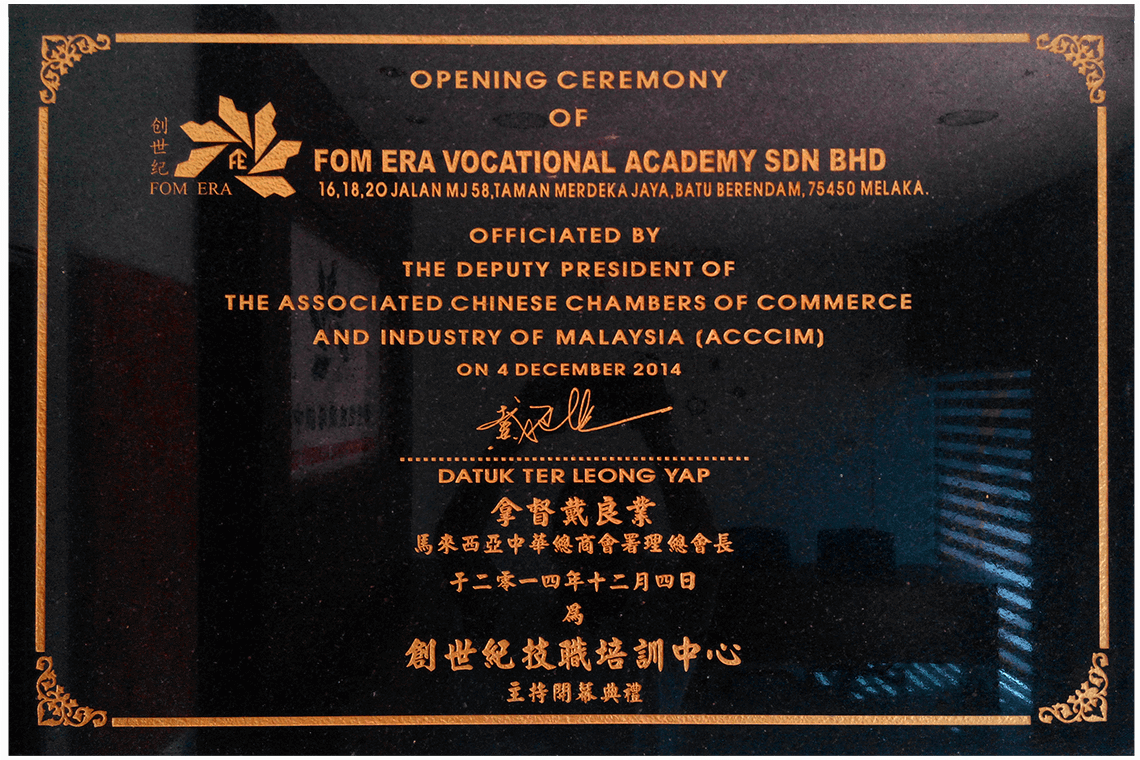 OPENING CEREMONY
OF
创世纪
FOM ERA
FOM ERA VOCATIONAL ACADEMY SDN BHD
16,18,20 JALAN MJ 58,TAMAN MERDEKA JAYA,BATU BERENDAM, 75450 MELAKA.
OFFICIATED BY
THE DEPUTY PRESIDENT OF
THE ASSOCIATED CHINESE CHAMBERS OF COMMERCE
AND INDUSTRY OF MALAYSIA (ACCCIM)
ON 4 DECEMBER 2014
DATUK TER LEONG YAP
拿督戴良業
馬來西亞中華總商會署理總會長
于二零一四年十二月四日
為
創世紀技職培訓中心
主持開幕典禮